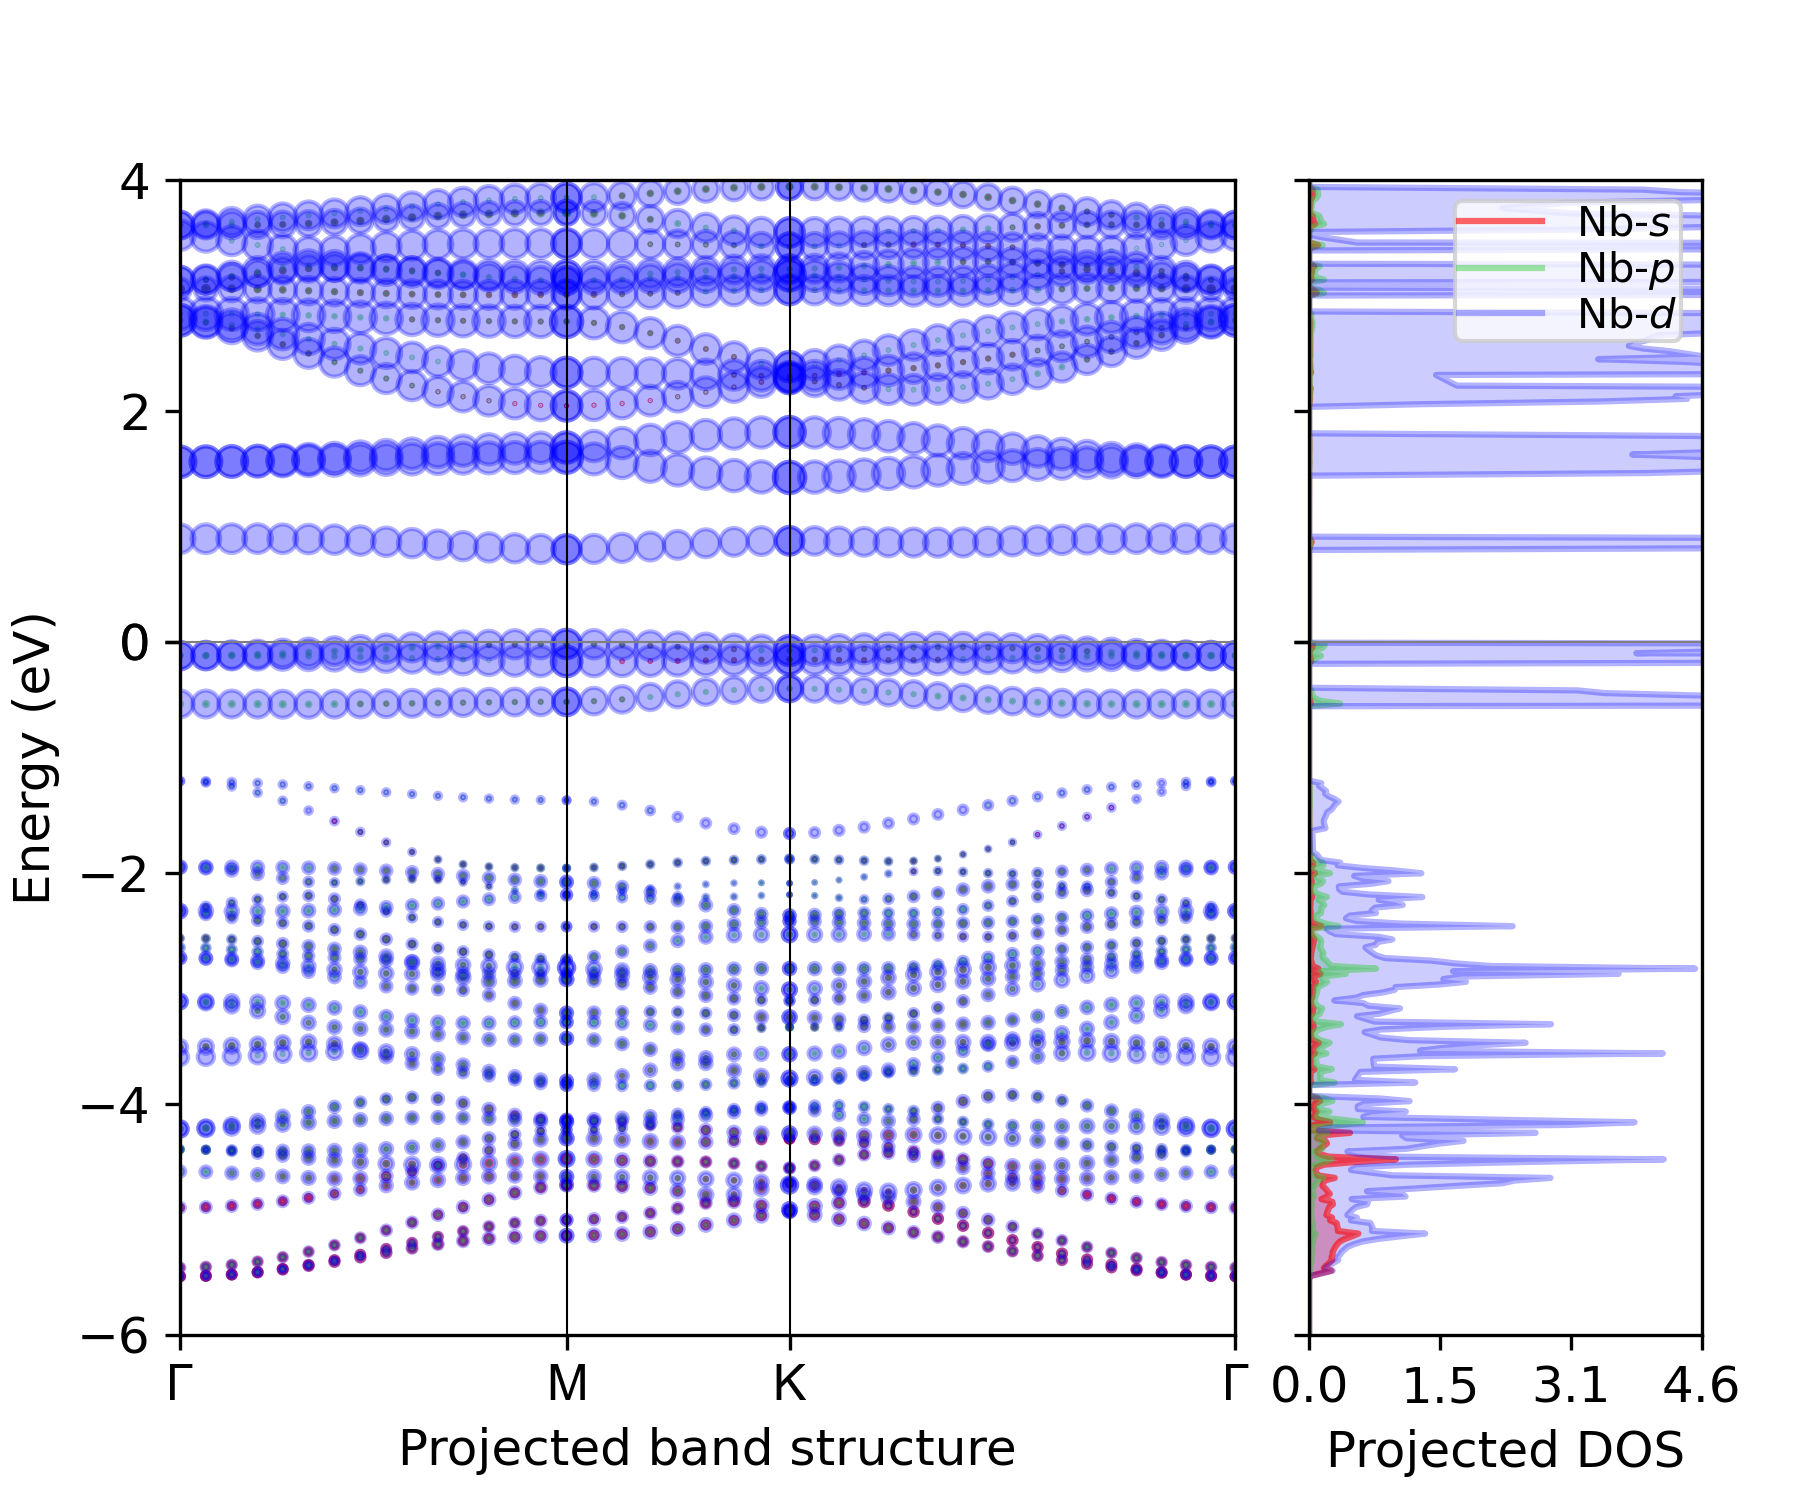 4
2
0
−2
−4
−6
Energy (eV)
Γ M K Γ
Projected band structure
Nb-s
Nb-p
Nb-d
0.0 1.5 3.1 4.6
Projected DOS